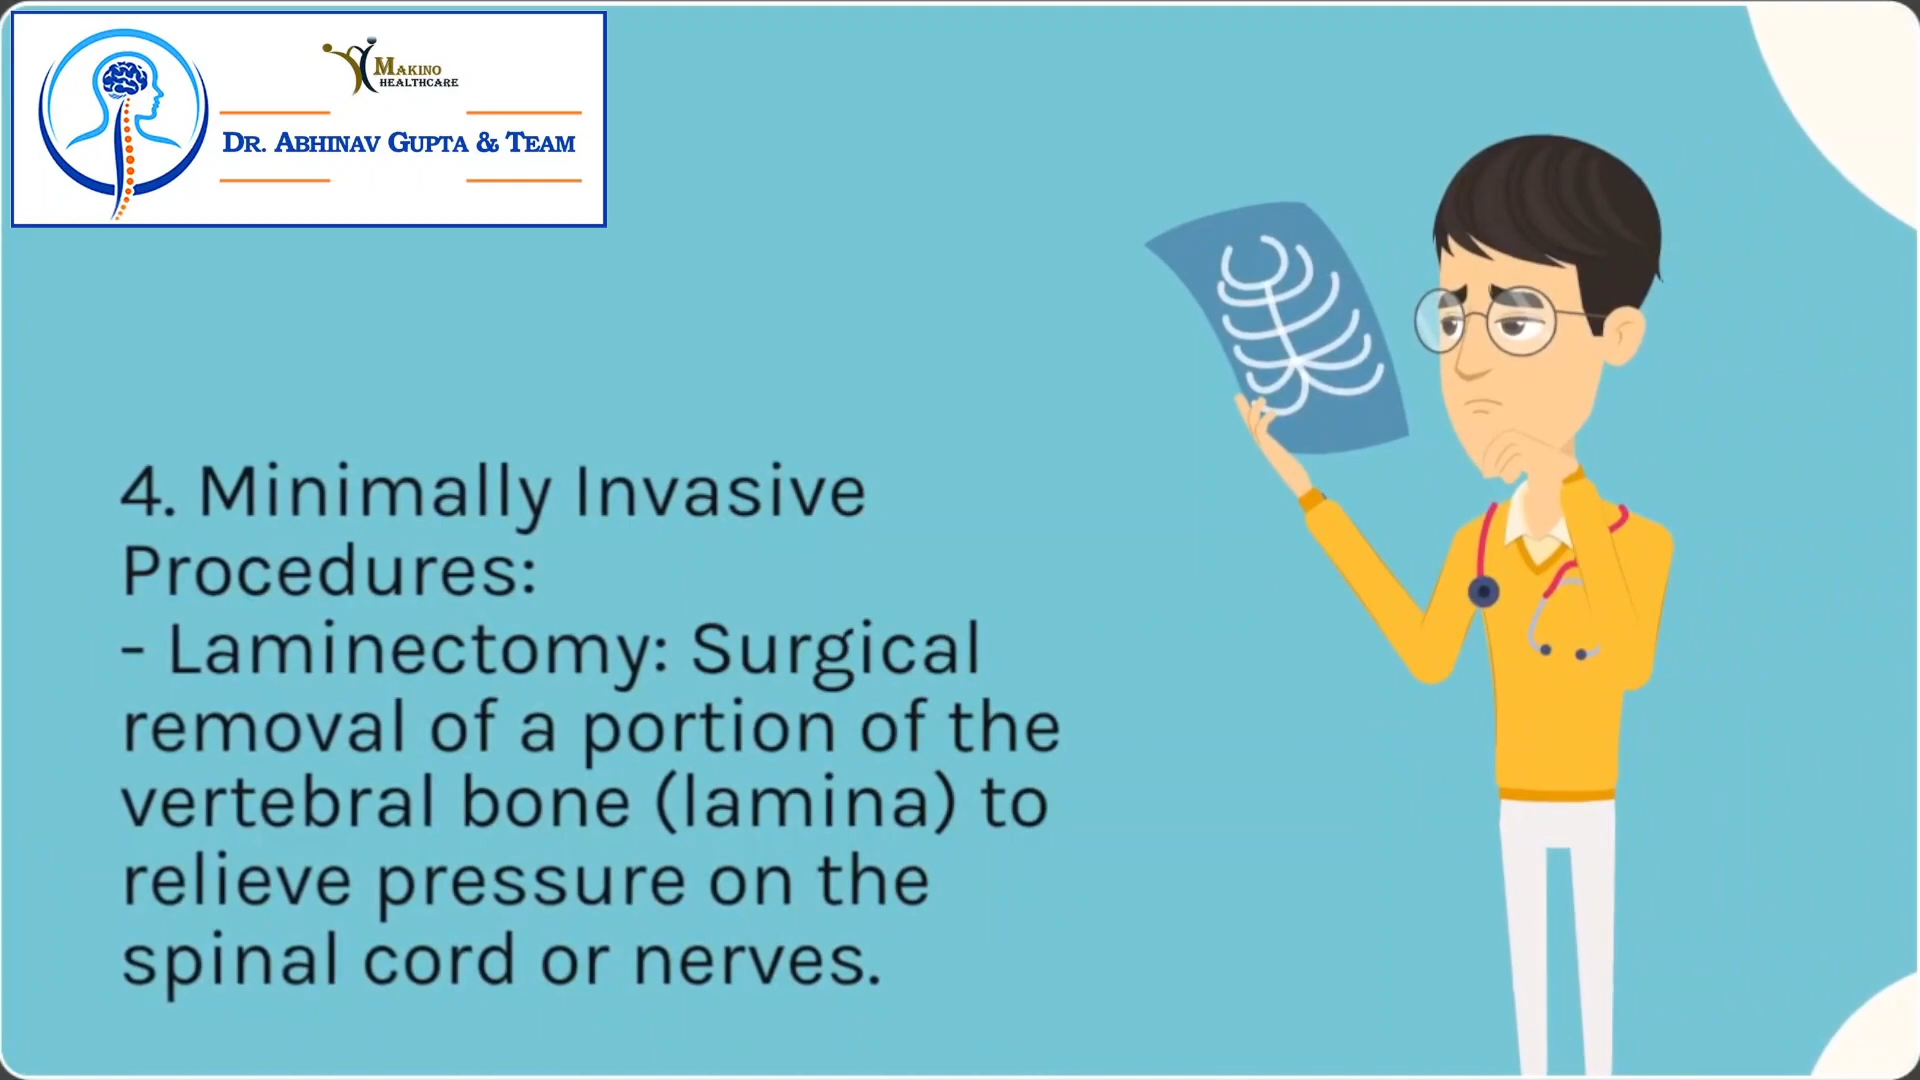 MAKINO
HEALTHCARE
DR. ABHINAV GUPTA & TEAM
4. Minimally Invasive
Procedures:
- Laminectomy: Surgical
removal of a portion of the
vertebral bone (lamina) to
relieve pressure on the
spinal cord or nerves.